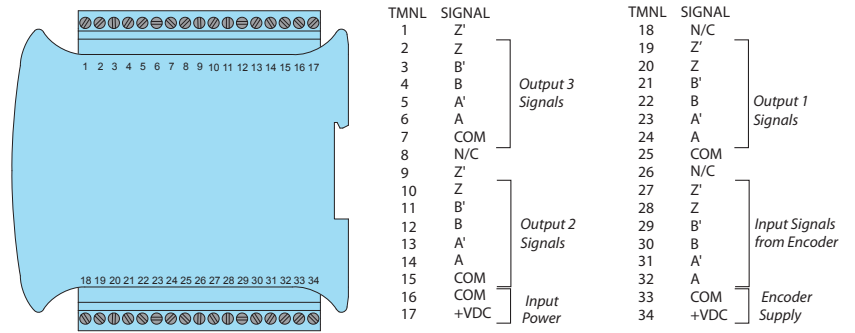 TMNL SIGNAL
1 Z'
2 Z
3 B'
4 B
5 A'
6 A
7 COM
8 N/C
9 Z'
10 Z
11 B'
12 B
13 A'
14 A
15 COM
16 COM
17 +VDC
Output 3
Signals
Output 2
Signals
Input
Power
TMNL SIGNAL
18 N/C
19 Z'
20 Z
21 B'
22 B
23 A'
24 A
25 COM
26 N/C
27 Z'
28 Z
29 B'
30 B
31 A'
32 A
33 COM
34 +VDC
Output 1
Signals
Input Signals
from Encoder
Encoder
Supply
1 2 3 4 5 6 7 8 9 10 11 12 13 14 15 16 17
18 19 20 21 22 23 24 25 26 27 28 29 30 31 32 33 34